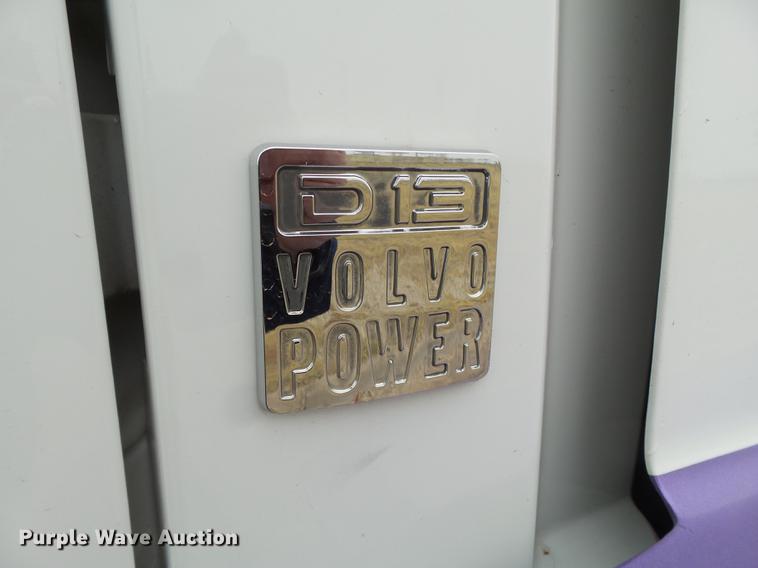 D13
VOLVO
POWER
Purple Wave Auction